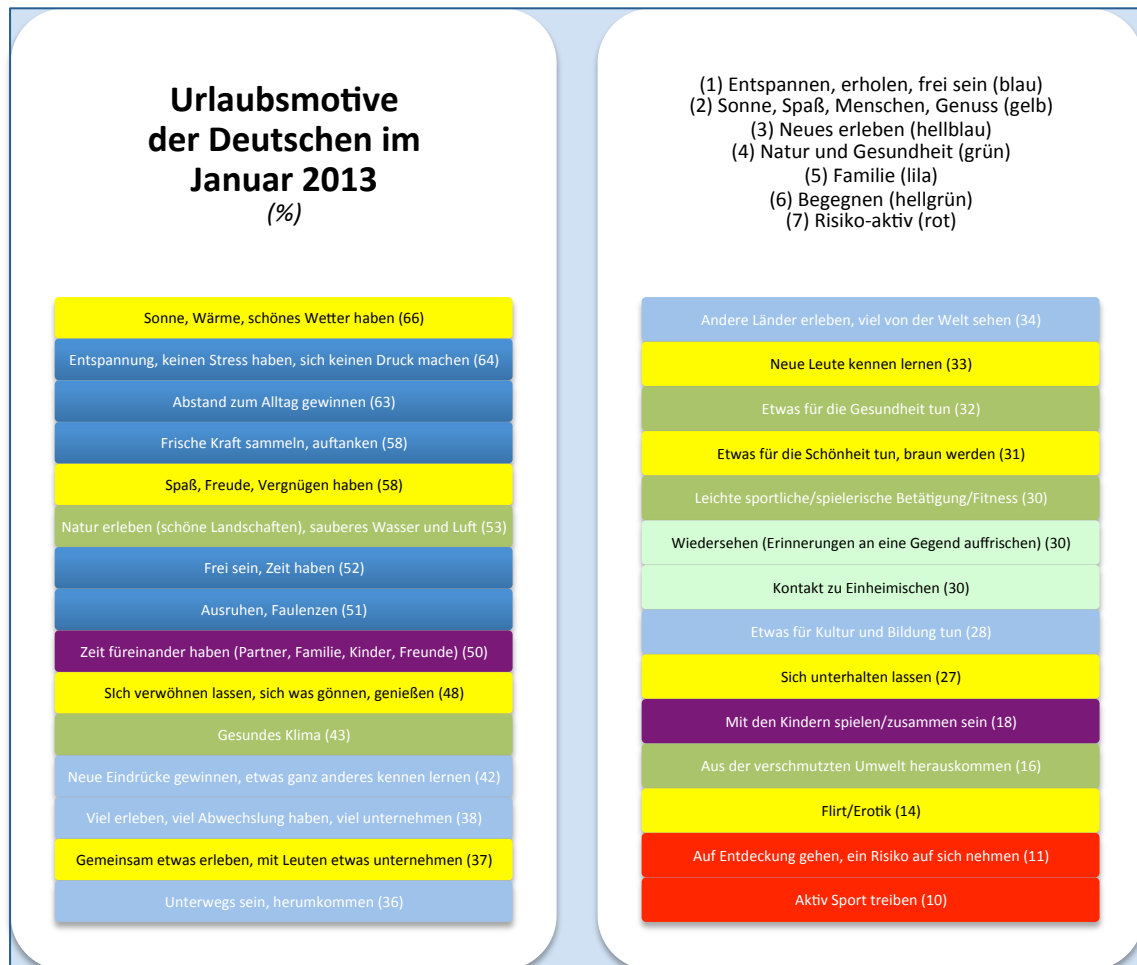 Urlaubsmotive
der Deutschen im
Januar 2013
(%)
Sonne, Wärme, schönes Wetter haben (66)
Entspannung, keinen Stress haben, sich keinen Druck machen (64)
Abstand zum Alltag gewinnen (63)
Frische Kraft sammeln, auftanken (58)
Spaß, Freude, Vergnügen haben (58)
Natur erleben (schöne Landschaften), sauberes Wasser und Luft (53)
Frei sein, Zeit haben (52)
Ausruhen, Faulenzen (51)
Zeit füreinander haben (Partner, Familie, Kinder, Freunde) (50)
SIch verwöhnen lassen, sich was gönnen, genießen (48)
Gesundes Klima (43)
Neue Eindrücke gewinnen, etwas ganz anderes kennen lernen (42)
Viel erleben, viel Abwechslung haben, viel unternehmen (38)
Gemeinsam etwas erleben, mit Leuten etwas unternehmen (37)
Unterwegs sein, herumkommen (36)
(1) Entspannen, erholen, frei sein (blau)
(2) Sonne, Spaß, Menschen, Genuss (gelb)
(3) Neues erleben (hellblau)
(4) Natur und Gesundheit (grün)
(5) Familie (lila)
(6) Begegnen (hellgrün)
(7) Risiko-aktiv (rot)
Andere Länder erleben, viel von der Welt sehen (34)
Neue Leute kennen lernen (33)
Etwas für die Gesundheit tun (32)
Etwas für die Schönheit tun, braun werden (31)
Leichte sportliche/spielerische Betätigung/Fitness (30)
Wiedersehen (Erinnerungen an eine Gegend auffrischen) (30)
Kontakt zu Einheimischen (30)
Etwas für Kultur und Bildung tun (28)
Sich unterhalten lassen (27)
Mit den Kindern spielen/zusammen sein (18)
Aus der verschmutzten Umwelt herauskommen (16)
Flirt/Erotik (14)
Auf Entdeckung gehen, ein Risiko auf sich nehmen (11)
Aktiv Sport treiben (10)